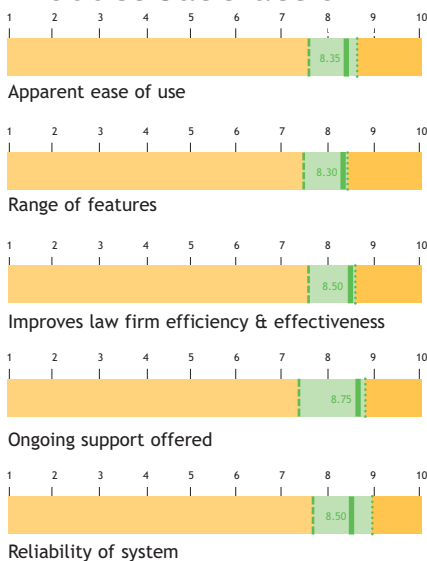 1 2 3 4 5 6 7 8 9 10
8.35
Apparent ease of use
1 2 3 4 5 6 7 8 9 10
8.30
Range of features
1 2 3 4 5 6 7 8 9 10
8.50
Improves law firm efficiency & effectiveness
1 2 3 4 5 6 7 8 9 10
8.75
Ongoing support offered
1 2 3 4 5 6 7 8 9 10
8.50
Reliability of system